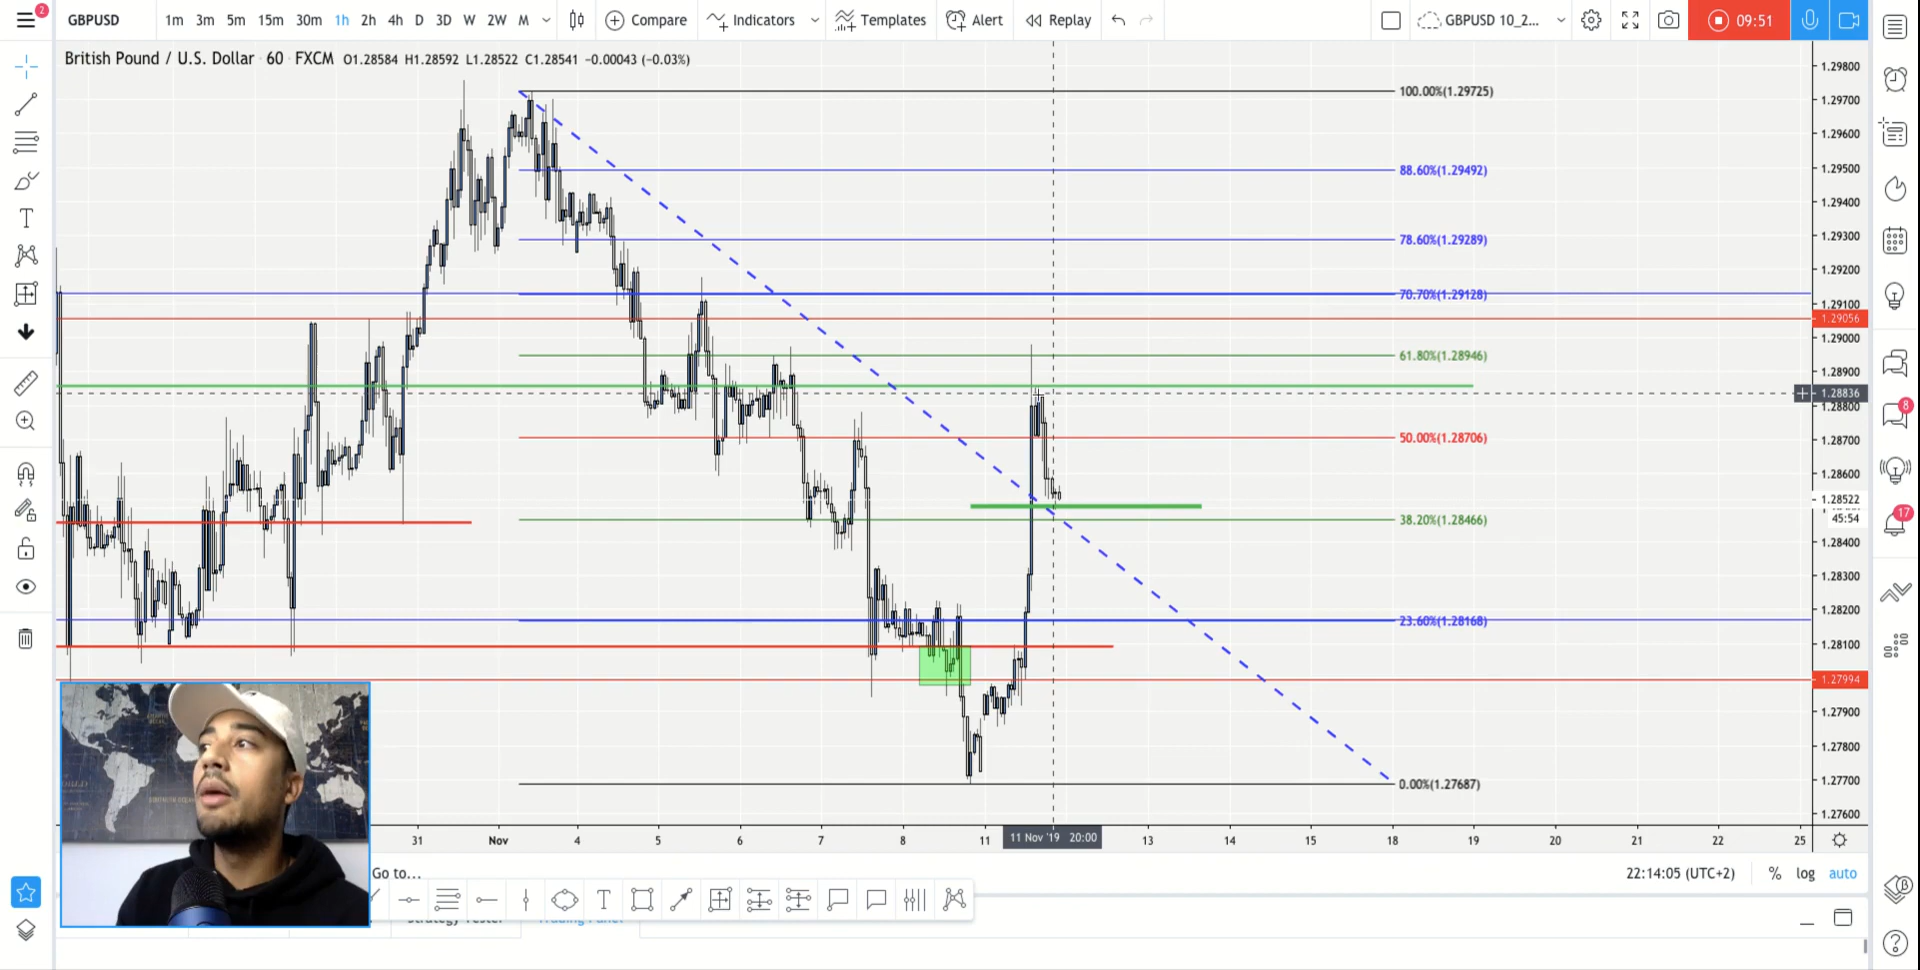 2
GBPUSD
1m 3m 5m 15m 30m 1h 2h 4h D 3D W 2W M
Compare
Indicators
Templates
Alert
Replay
GBPUSD 10_2...
09:51
British Pound / U.S. Dollar 60 FXCM O1.28584 H1.28592 L1.28522 C1.28541 −0.00043 (−0.03%)
1.29800
100.00%(1.29725)
1.29700
1.29600
88.60%(1.29492)
1.29500
1.29400
78.60%(1.29289)
1.29300
1.29200
70.70%(1.29128)
1.29100
1.29056
1.29000
61.80%(1.28946)
1.28900
1.28836
1.28800
50.00%(1.28706)
1.28700
1.28600
1.28522
45:54
38.20%(1.28466)
1.28400
1.28300
1.28200
23.60%(1.28168)
1.28100
1.27994
1.27900
1.27800
0.00%(1.27687)
1.27700
1.27600
31 Nov 4 5 6 7 8 11 11 Nov '19 20:00 13 14 15 18 19 20 21 22 25
8
17
Go to...
22:14:05 (UTC+2)
%
log
auto